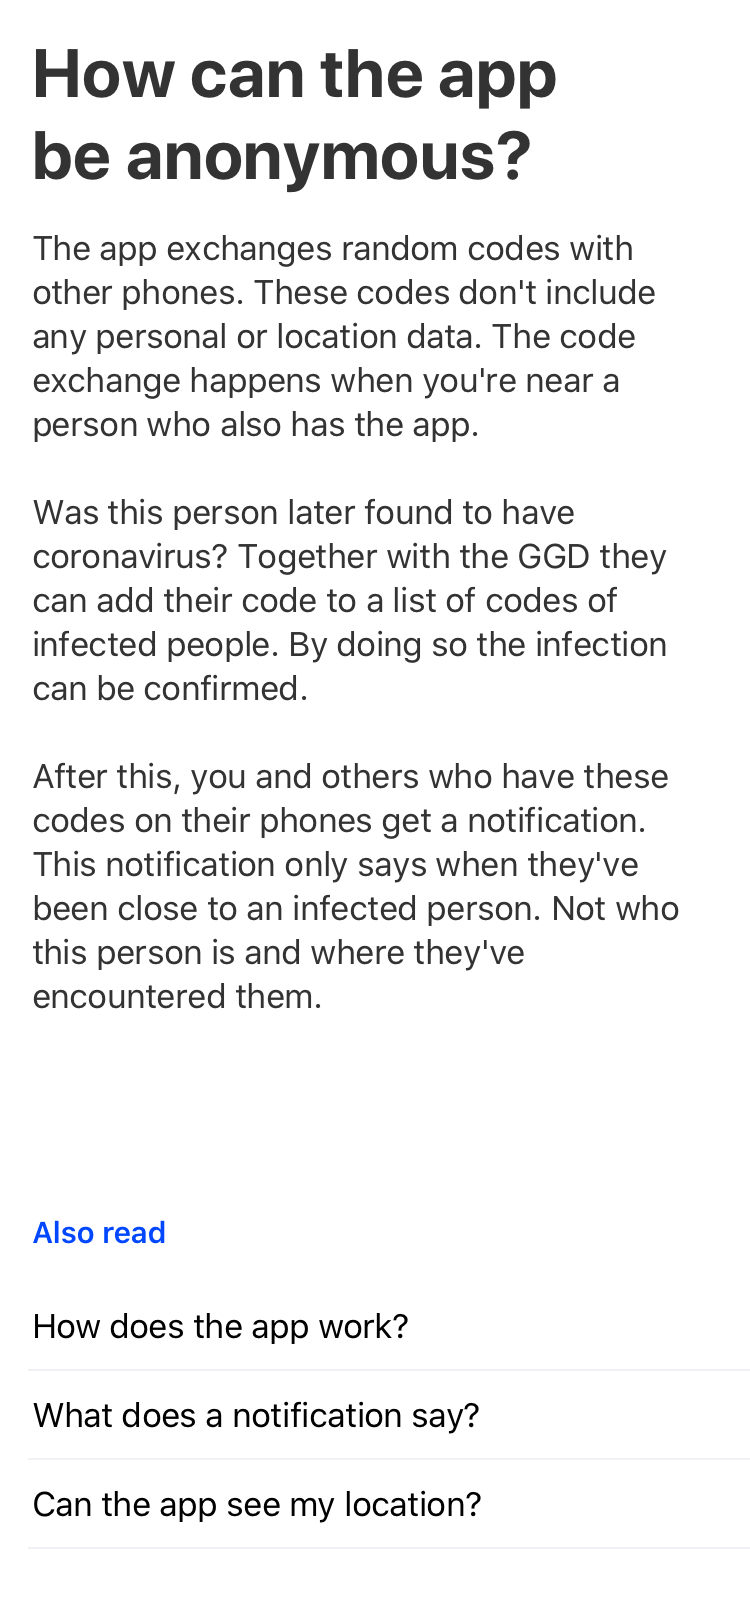 How can the app
be anonymous?
The app exchanges random codes with
other phones. These codes don't include
any personal or location data. The code
exchange happens when you're near a
person who also has the app.
Was this person later found to have
coronavirus? Together with the GGD they
can add their code to a list of codes of
infected people. By doing so the infection
can be confirmed.
After this, you and others who have these
codes on their phones get a notification.
This notification only says when they've
been close to an infected person. Not who
this person is and where they've
encountered them.
Also read
How does the app work?
What does a notification say?
Can the app see my location?